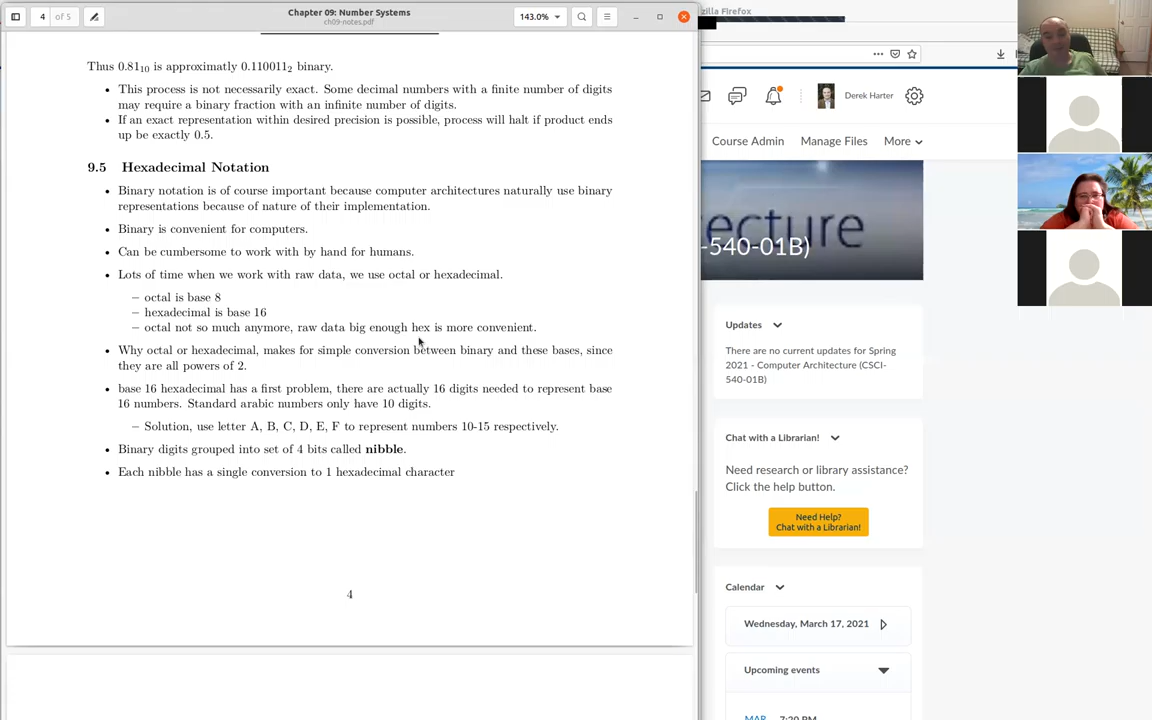 4 of 5
Chapter 09: Number Systems
ch09-notes.pdf
143.0%
zilla Firefox
Thus 0.81₁₀ is approximatly 0.110011₂ binary.
• This process is not necessarily exact. Some decimal numbers with a finite number of digits
may require a binary fraction with an infinite number of digits.
• If an exact representation within desired precision is possible, process will halt if product ends
up be exactly 0.5.
9.5 Hexadecimal Notation
• Binary notation is of course important because computer architectures naturally use binary
representations because of nature of their implementation.
• Binary is convenient for computers.
• Can be cumbersome to work with by hand for humans.
• Lots of time when we work with raw data, we use octal or hexadecimal.
– octal is base 8
– hexadecimal is base 16
– octal not so much anymore, raw data big enough hex is more convenient.
• Why octal or hexadecimal, makes for simple conversion between binary and these bases, since
they are all powers of 2.
• base 16 hexadecimal has a first problem, there are actually 16 digits needed to represent base
16 numbers. Standard arabic numbers only have 10 digits.
– Solution, use letter A, B, C, D, E, F to represent numbers 10-15 respectively.
• Binary digits grouped into set of 4 bits called nibble.
• Each nibble has a single conversion to 1 hexadecimal character
4
Derek Harter
Course Admin Manage Files More
ecture
-540-01B)
Updates
There are no current updates for Spring
2021 - Computer Architecture (CSCI-
540-01B)
Chat with a Librarian!
Need research or library assistance?
Click the help button.
Need Help?
Chat with a Librarian!
Calendar
Wednesday, March 17, 2021
Upcoming events
MAR 7:20 PM